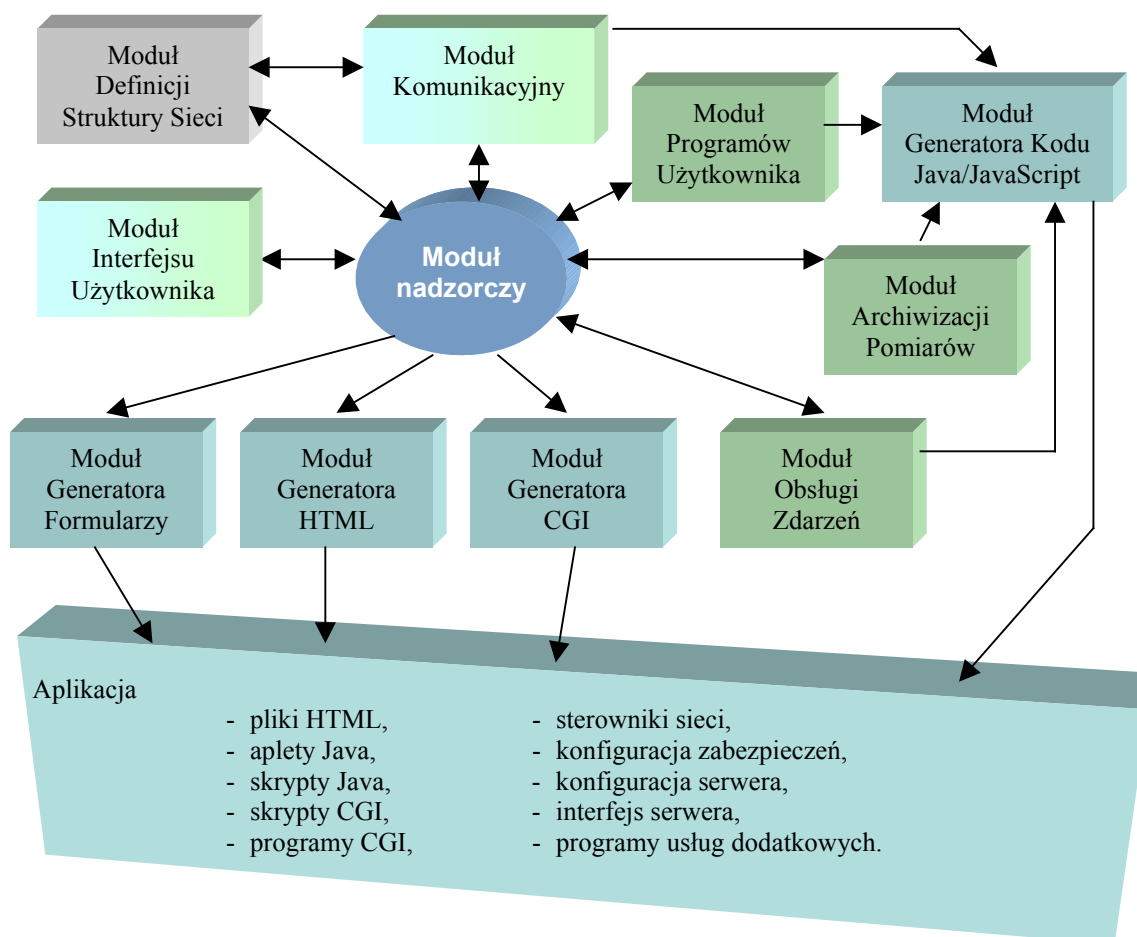 Moduł
Definicji
Struktury Sieci
Moduł
Komunikacyjny
Moduł
Programów
Użytkownika
Moduł
Generatora Kodu
Java/JavaScript
Moduł
Interfejsu
Użytkownika
Moduł
nadzorczy
Moduł
Archiwizacji
Pomiarów
Moduł
Generatora
Formularzy
Moduł
Generatora
HTML
Moduł
Generatora
CGI
Moduł
Obsługi
Zdarzeń
Aplikacja
- pliki HTML,
- aplety Java,
- skrypty Java,
- skrypty CGI,
- programy CGI,
- sterowniki sieci,
- konfiguracja zabezpieczeń,
- konfiguracja serwera,
- interfejs serwera,
- programy usług dodatkowych.